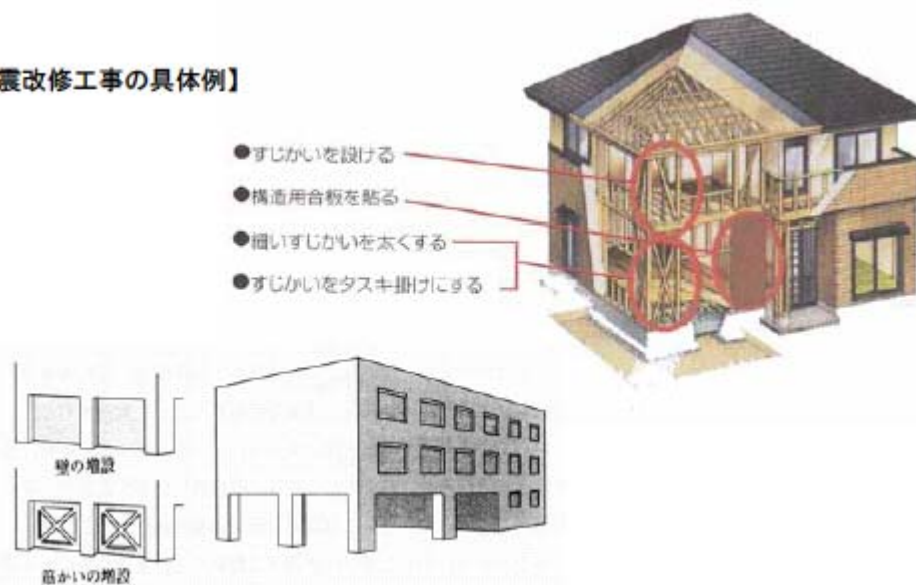 震改修工事の具体例】
●すじかいを設ける
●構造用合板を貼る
●細いすじかいを太くする
●すじかいをタスキ掛けにする
壁の増設
筋かいの増設